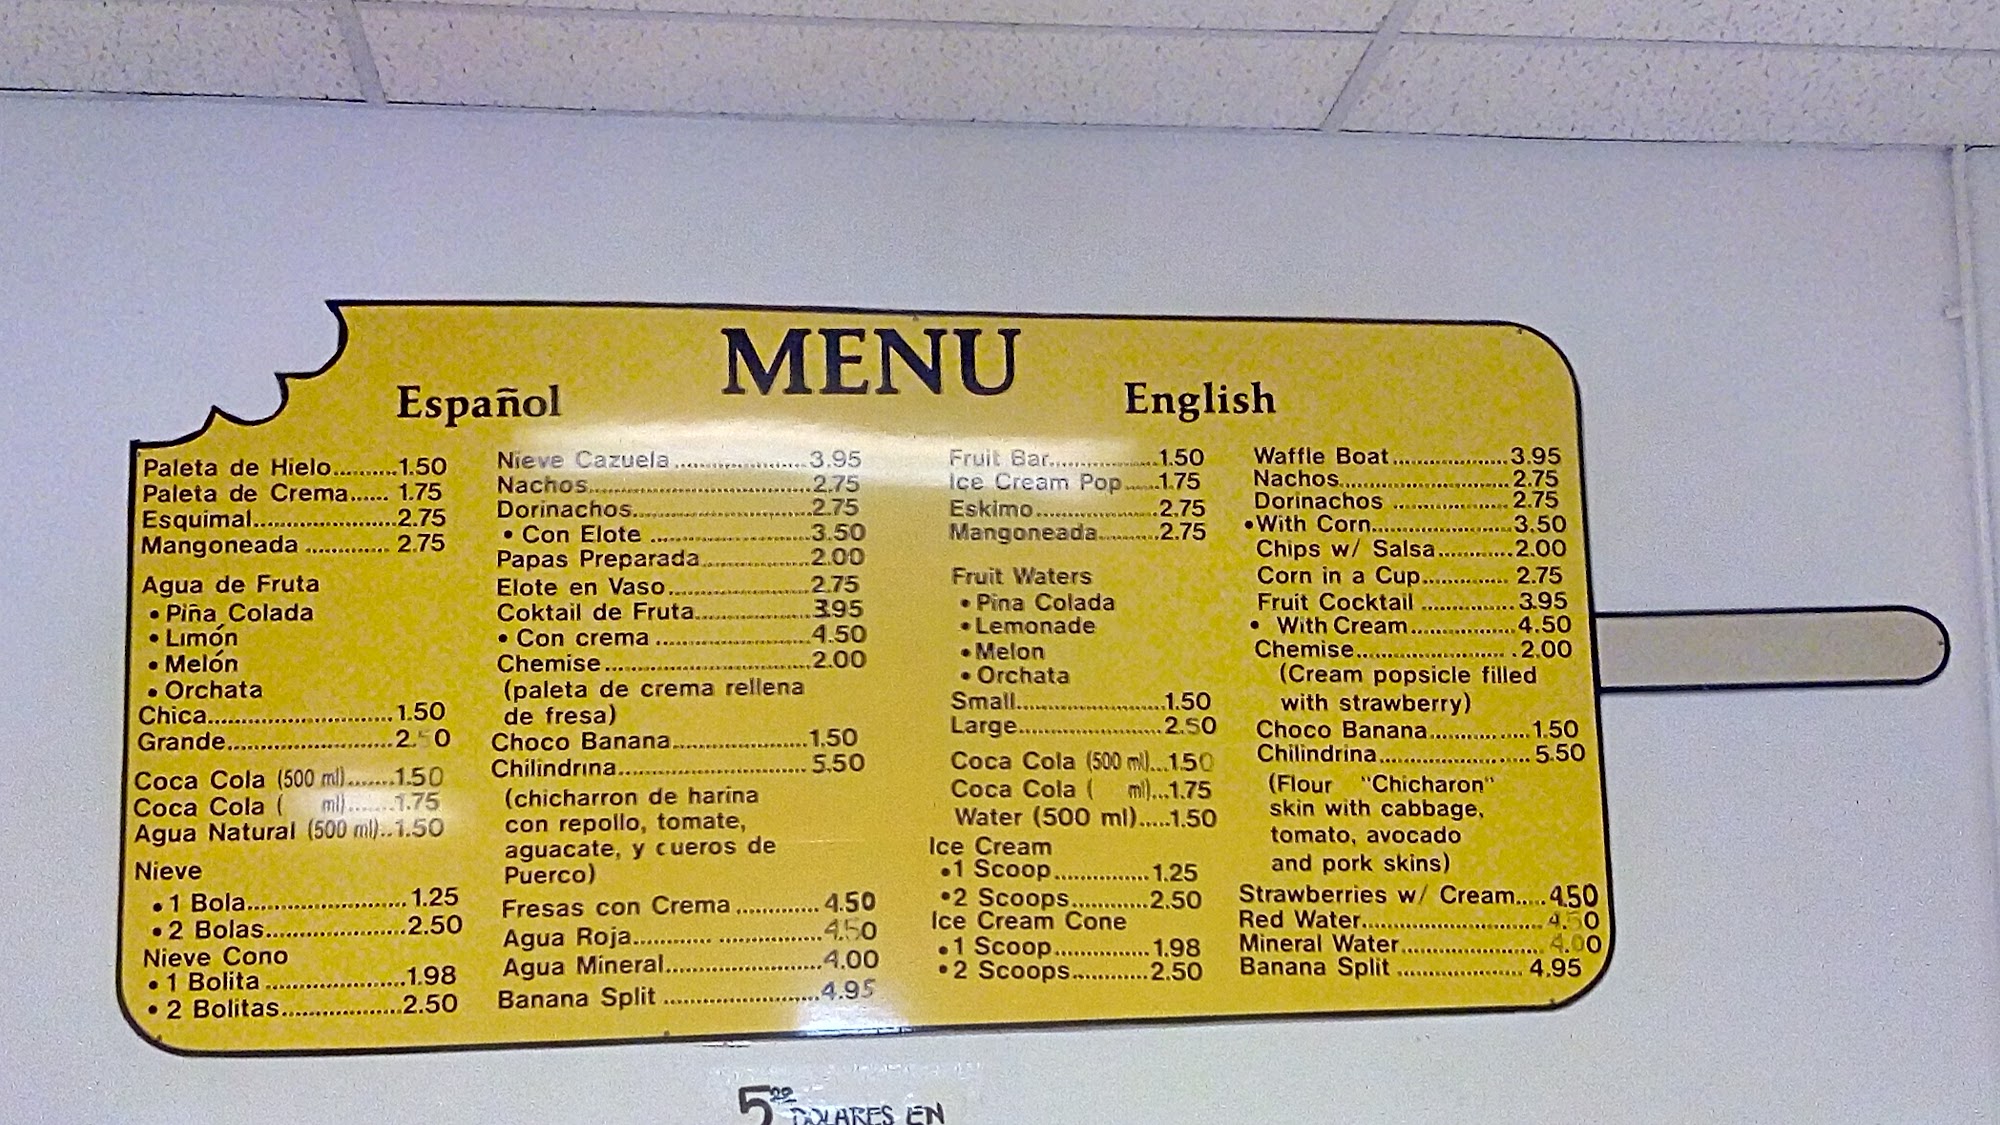 MENU
Español
Paleta de Hielo..........1.50
Paleta de Crema...... 1.75
Esquimal......................2.75
Mangoneada ............. 2.75
Agua de Fruta
• Piña Colada
• Limón
• Melón
• Orchata
Chica.............................1.50
Grande..........................2.50
Coca Cola (500 ml).......1.50
Coca Cola ( ml).......1.75
Agua Natural (500 ml)..1.50
Nieve
• 1 Bola.........................1.25
• 2 Bolas......................2.50
Nieve Cono
• 1 Bolita......................1.98
• 2 Bolitas...................2.50
Nieve Cazuela.....................3.95
Nachos...................................2.75
Dorinachos...........................2.75
• Con Elote.........................3.50
Papas Preparada.................2.00
Elote en Vaso.......................2.75
Coktail de Fruta...................3.95
• Con crema........................4.50
Chemise................................2.00
(paleta de crema rellena
de fresa)
Choco Banana.....................1.50
Chilindrina............................5.50
(chicharron de harina
con repollo, tomate,
aguacate, y cueros de
Puerco)
Fresas con Crema.............4.50
Agua Roja............................4.50
Agua Mineral.......................4.00
Banana Split........................4.95
English
Fruit Bar.................1.50
Ice Cream Pop.....1.75
Eskimo...................2.75
Mangoneada.........2.75
Fruit Waters
• Pina Colada
• Lemonade
• Melon
• Orchata
Small.......................1.50
Large.......................2.50
Coca Cola (500 ml)...1.50
Coca Cola ( ml)...1.75
Water (500 ml).....1.50
Ice Cream
•1 Scoop...............1.25
•2 Scoops............2.50
Ice Cream Cone
•1 Scoop...............1.98
•2 Scoops............2.50
Waffle Boat..................3.95
Nachos...........................2.75
Dorinachos...................2.75
•With Corn......................3.50
Chips w/ Salsa............2.00
Corn in a Cup.............. 2.75
Fruit Cocktail...............3.95
• With Cream................4.50
Chemise..........................2.00
(Cream popsicle filled
with strawberry)
Choco Banana................1.50
Chilindrina.........................5.50
(Flour "Chicharon"
skin with cabbage,
tomato, avocado
and pork skins)
Strawberries w/ Cream.....4.50
Red Water.............................4.50
Mineral Water......................4.00
Banana Split ....................4.95
5.00 DOLARES EN